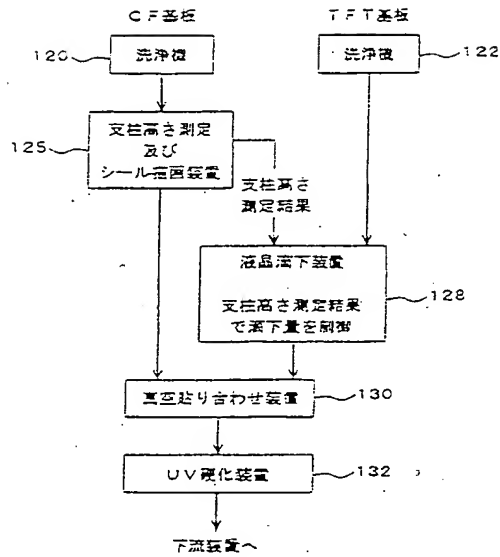 CF基板
TFT基板
120
洗浄機
洗浄機
122
125
支柱高さ測定
及び
シール描画装置
支柱高さ
測定結果
液晶滴下装置
支柱高さ測定結果
で滴下量を制御
128
真空貼り合わせ装置
130
UV硬化装置
132
下流装置へ